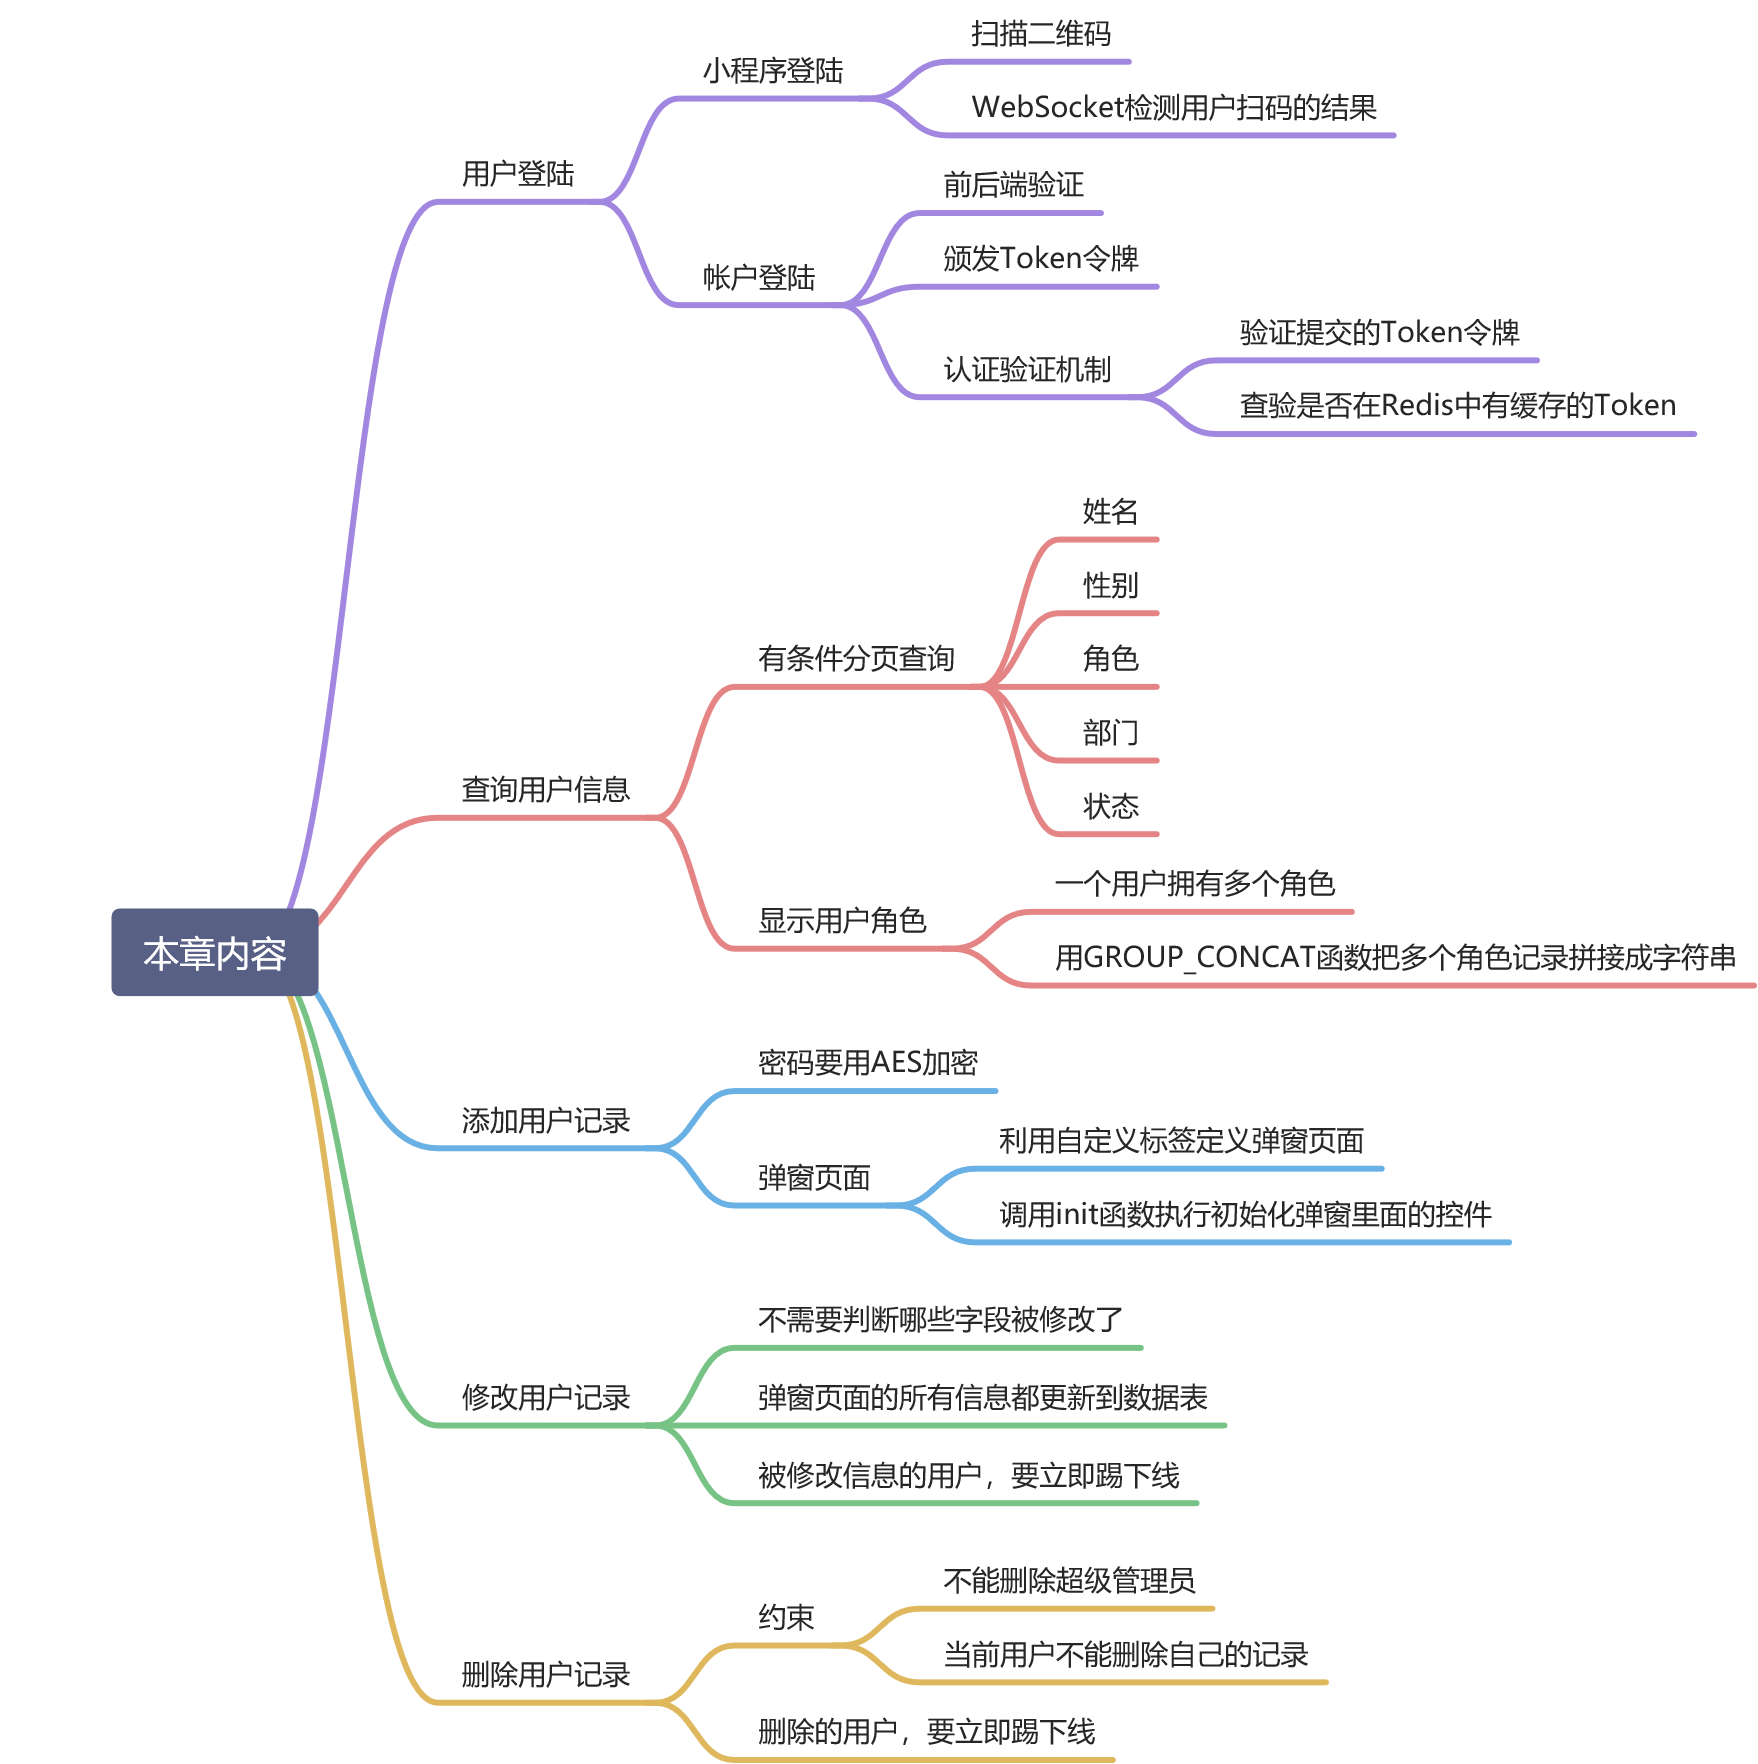 本章内容
用户登陆
小程序登陆
扫描二维码
WebSocket检测用户扫码的结果
帐户登陆
前后端验证
颁发Token令牌
认证验证机制
验证提交的Token令牌
查验是否在Redis中有缓存的Token
查询用户信息
有条件分页查询
姓名
性别
角色
部门
状态
显示用户角色
一个用户拥有多个角色
用GROUP_CONCAT函数把多个角色记录拼接成字符串
添加用户记录
密码要用AES加密
弹窗页面
利用自定义标签定义弹窗页面
调用init函数执行初始化弹窗里面的控件
修改用户记录
不需要判断哪些字段被修改了
弹窗页面的所有信息都更新到数据表
被修改信息的用户，要立即踢下线
删除用户记录
约束
不能删除超级管理员
当前用户不能删除自己的记录
删除的用户，要立即踢下线